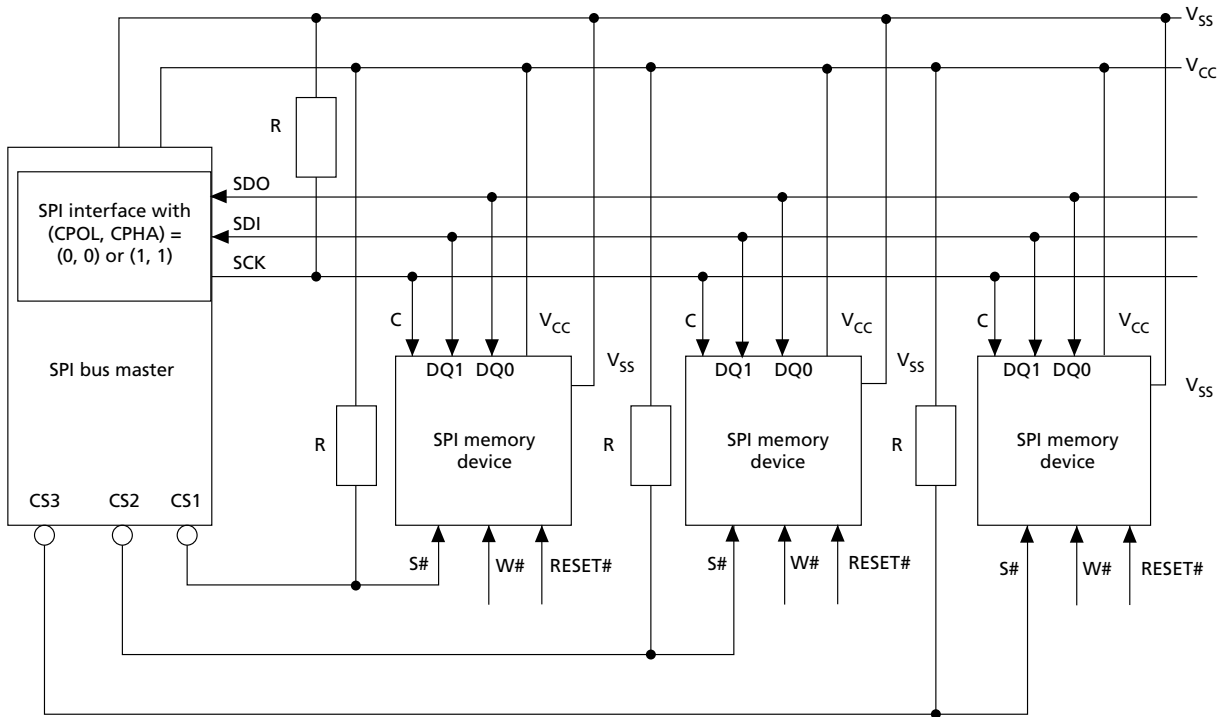 VSS
VCC
R
SDO
SDI
SCK
SPI interface with
(CPOL, CPHA) =
(0, 0) or (1, 1)
SPI bus master
CS3 CS2 CS1
C
VCC
VSS
DQ1 DQ0
SPI memory
device
R
S#
W#
RESET#
C
VCC
VSS
DQ1 DQ0
SPI memory
device
R
S#
W#
RESET#
C
VCC
VSS
DQ1 DQ0
SPI memory
device
R
S#
W#
RESET#